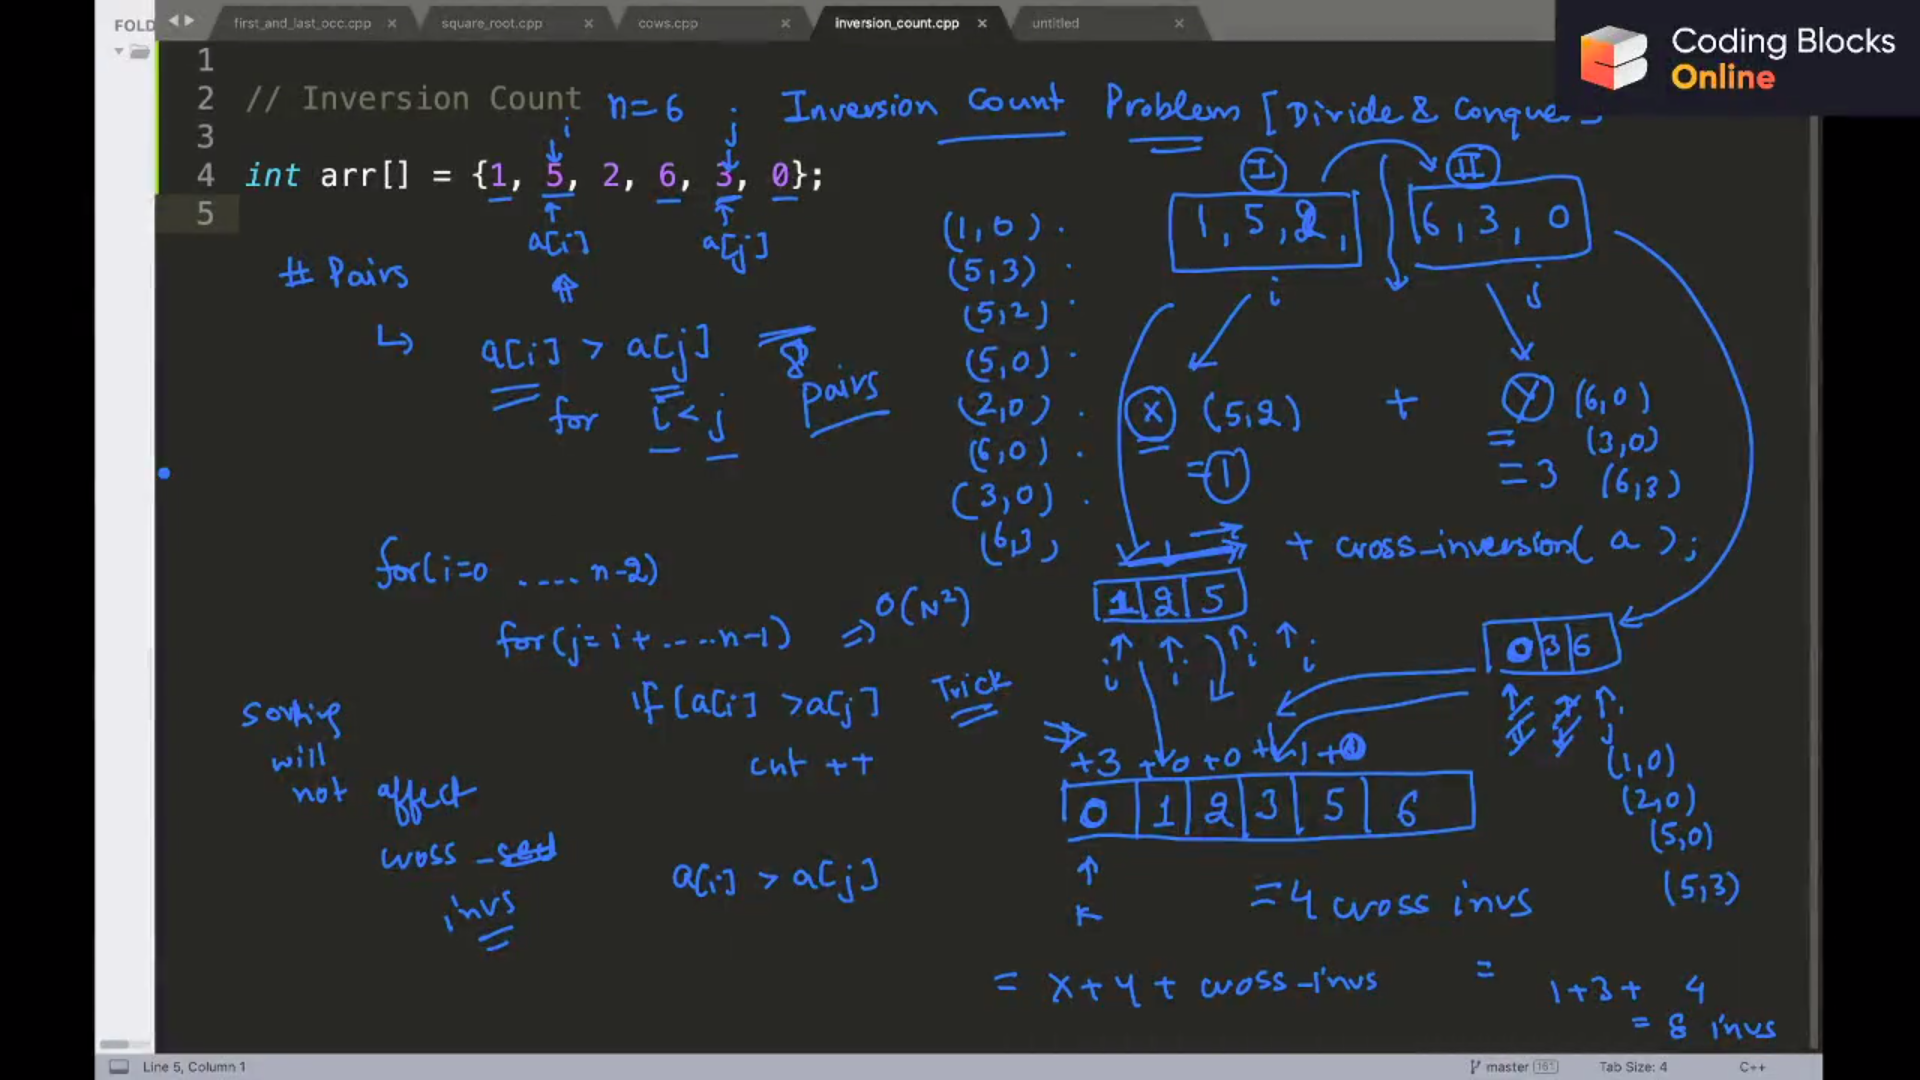 FOLD
first_and_last_occ.cpp
square_root.cpp
cows.cpp
inversion_count.cpp
untitled
Coding Blocks
Online
1
2 // Inversion Count
3
4 int arr[] = {1, 5, 2, 6, 3, 0};
5
n=6
Inversion Count Problem [Divide & Conquer]
i
j
a[i]
a[j]
# Pairs
a[i] > a[j]
for i < j
8
pairs
for(i=0 .... n-2)
for(j= i+ ....n-1) => O(N²)
if [a[i] >a[j]
cnt ++
Trick
sorting
will
not affect
cross -
invs
a[i] > a[j]
(1,0)
(5,3)
(5,2)
(5,0)
(2,0)
(6,0)
(3,0)
(6,3)
I
II
1, 5, 2,
6, 3, 0
i
j
X (5,2)
=1
+
Y (6,0)
(3,0)
= 3 (6,3)
+ cross_inversion( a );
1 2 5
i i i i
0 3 6
j
+3 +0 +0 +1
0 1 2 3 5 6
K
(1,0)
(2,0)
(5,0)
(5,3)
= 4 cross invs
= X + Y + cross-invs
= 1+3+ 4
= 8 invs
Line 5, Column 1
master 161
Tab Size: 4
C++